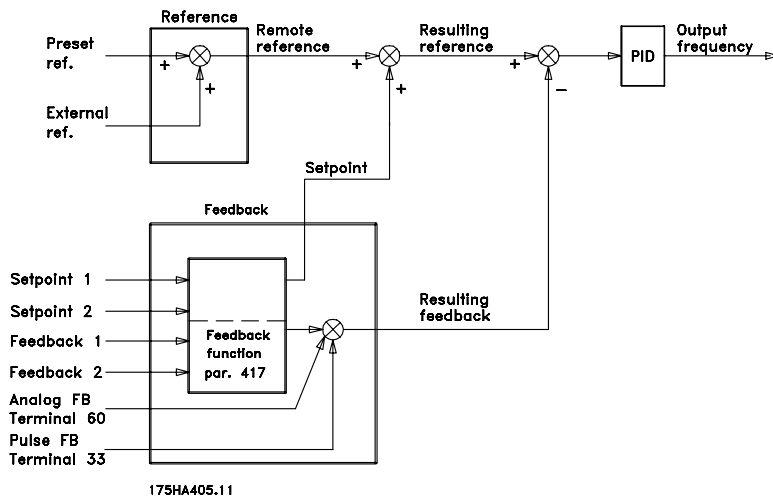 Reference
Preset
ref.
+
+
External
ref.
Remote
reference
+
+
Resulting
reference
+
-
PID
Output
frequency
Setpoint
Feedback
Setpoint 1
Setpoint 2
Feedback 1
Feedback 2
Analog FB
Terminal 60
Pulse FB
Terminal 33
Feedback
function
par. 417
Resulting
feedback
175HA405.11